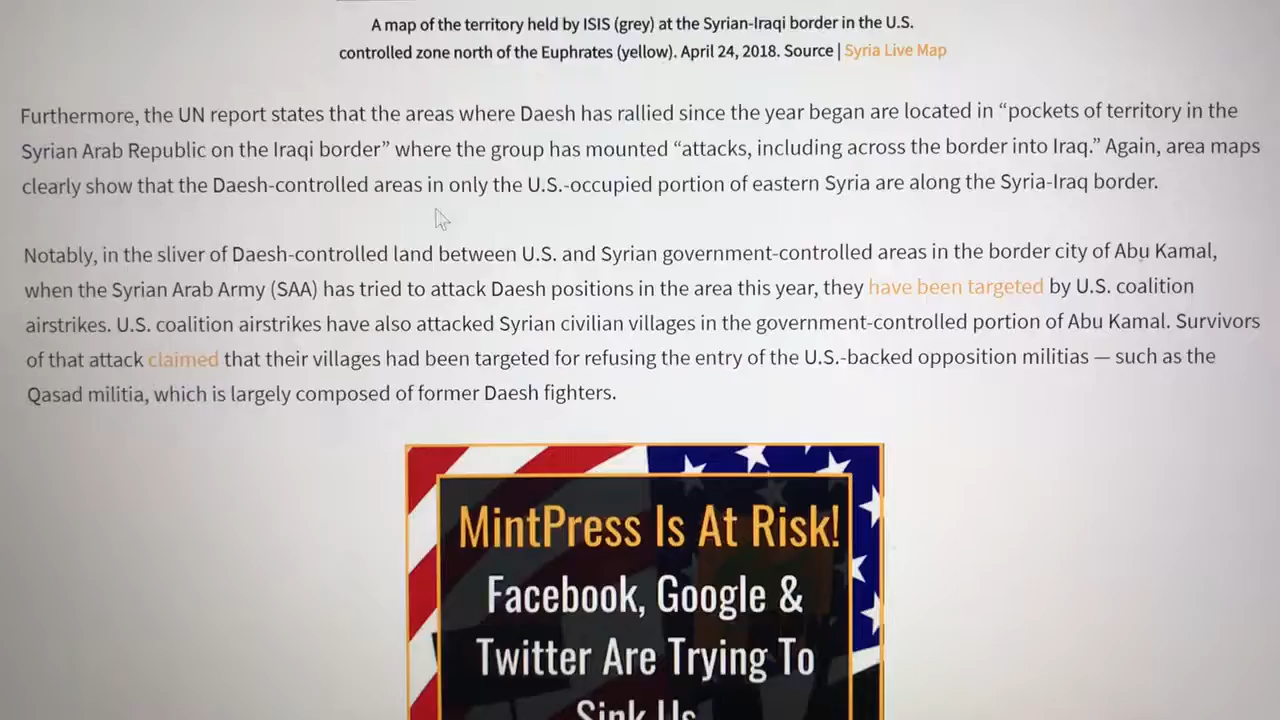 A map of the territory held by ISIS (grey) at the Syrian-Iraqi border in the U.S.
controlled zone north of the Euphrates (yellow). April 24, 2018. Source | Syria Live Map
Furthermore, the UN report states that the areas where Daesh has rallied since the year began are located in “pockets of territory in the
Syrian Arab Republic on the Iraqi border” where the group has mounted “attacks, including across the border into Iraq.” Again, area maps
clearly show that the Daesh-controlled areas in only the U.S.-occupied portion of eastern Syria are along the Syria-Iraq border.
Notably, in the sliver of Daesh-controlled land between U.S. and Syrian government-controlled areas in the border city of Abu Kamal,
when the Syrian Arab Army (SAA) has tried to attack Daesh positions in the area this year, they have been targeted by U.S. coalition
airstrikes. U.S. coalition airstrikes have also attacked Syrian civilian villages in the government-controlled portion of Abu Kamal. Survivors
of that attack claimed that their villages had been targeted for refusing the entry of the U.S.-backed opposition militias — such as the
Qasad militia, which is largely composed of former Daesh fighters.
MintPress Is At Risk!
Facebook, Google &
Twitter Are Trying To
Sink Us